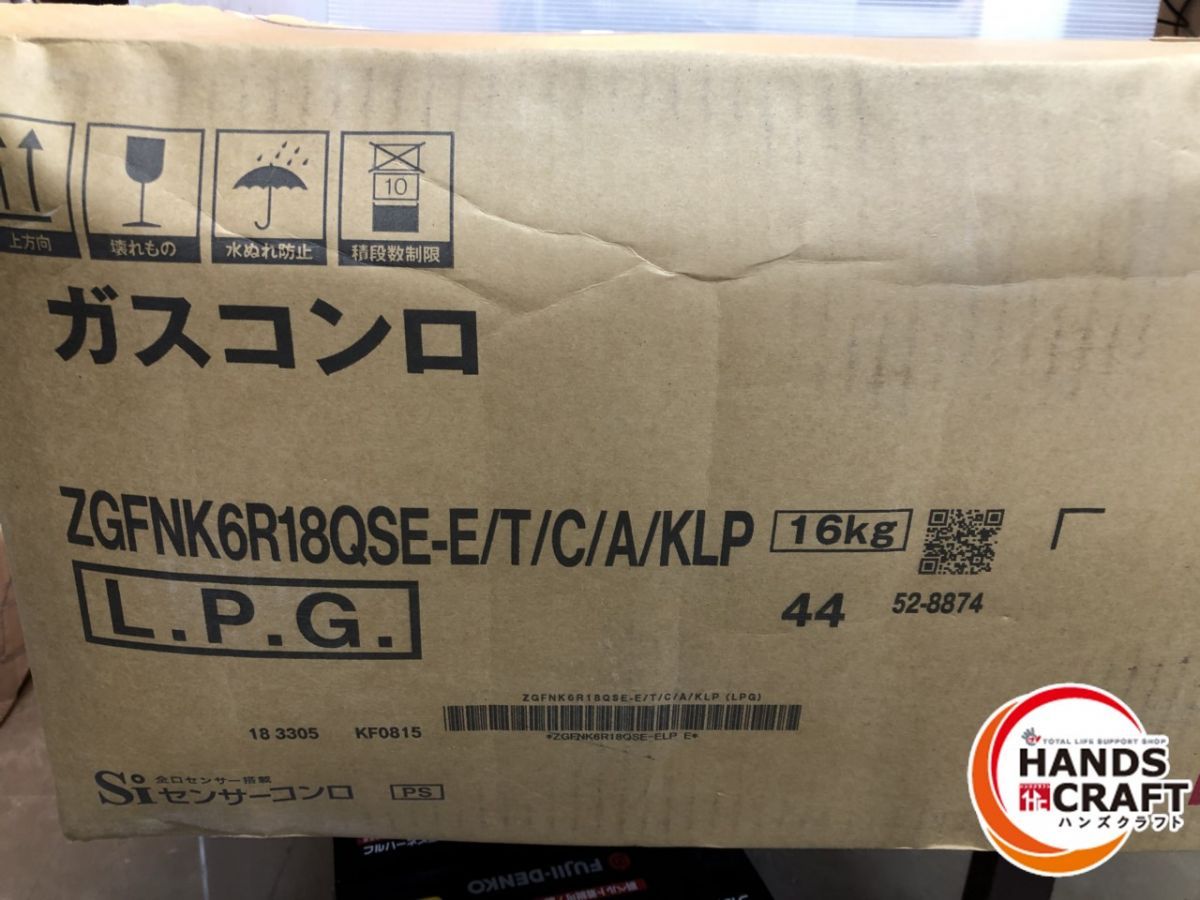 上方向
壊れもの
水ぬれ防止
10
積段数制限
ガスコンロ
ZGFNK6R18QSE-E/T/C/A/KLP
16kg
L.P.G.
44
52-8874
ZGFNK6R18QSE-E/T/C/A/KLP (LPG)
*ZGFNK6R18QSE-ELP E*
18 3305
KF0815
全口センサー搭載
Siセンサーコンロ
PS
FUJII-DENKO
TOTAL LIFE SUPPORT SHOP
HANDS
CRAFT
ハンズクラフト